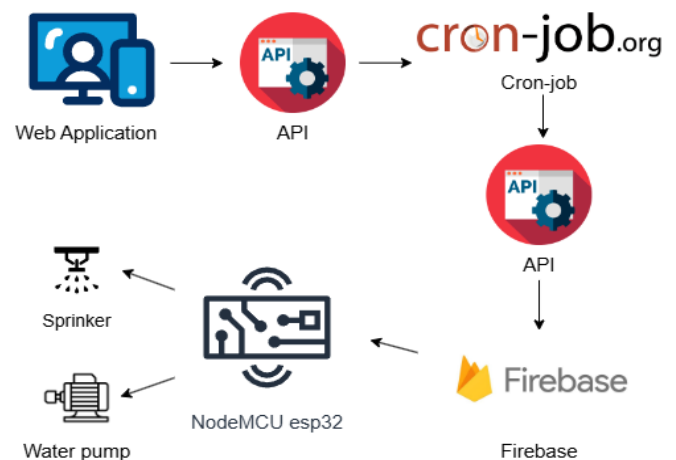 API
cron-job.org
Web Application
API
Cron-job
API
API
Sprinker
Firebase
NodeMCU esp32
Water pump
Firebase